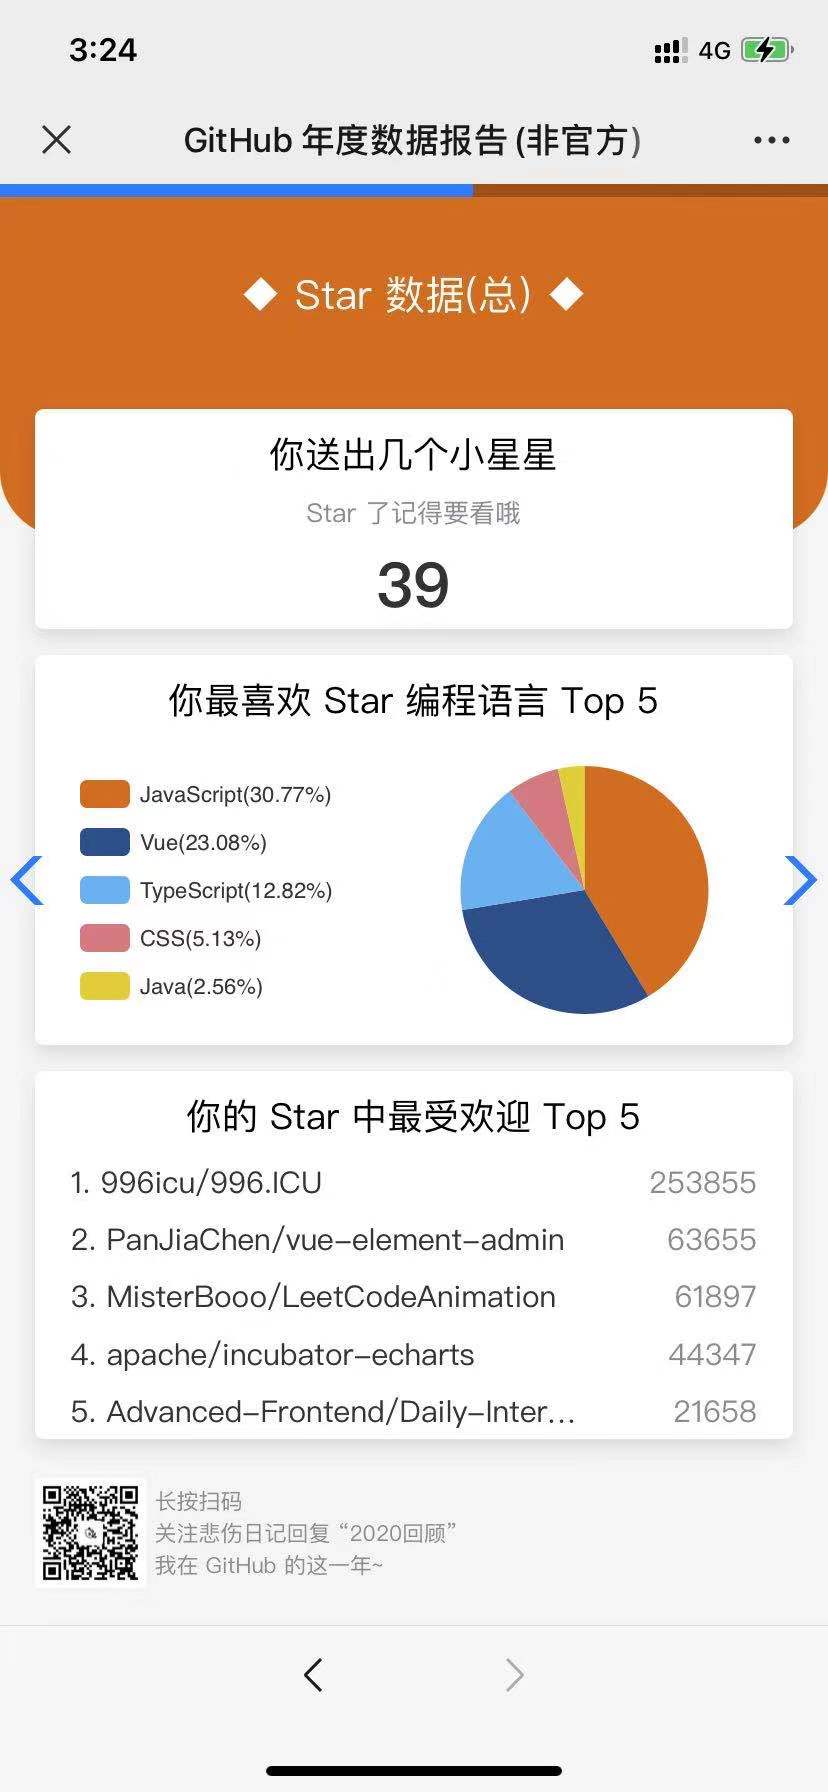 3:24
4G
GitHub 年度数据报告 (非官方)
◆ Star 数据(总) ◆
你送出几个小星星
Star 了记得要看哦
39
你最喜欢 Star 编程语言 Top 5
JavaScript(30.77%)
Vue(23.08%)
TypeScript(12.82%)
CSS(5.13%)
Java(2.56%)
你的 Star 中最受欢迎 Top 5
1. 996icu/996.ICU 253855
2. PanJiaChen/vue-element-admin 63655
3. MisterBooo/LeetCodeAnimation 61897
4. apache/incubator-echarts 44347
5. Advanced-Frontend/Daily-Inter... 21658
长按扫码
关注悲伤日记回复 “2020回顾”
我在 GitHub 的这一年~